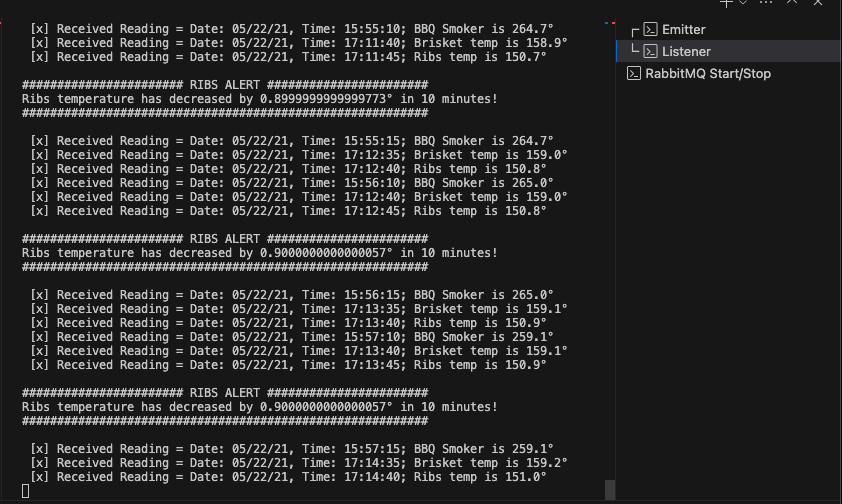 [x] Received Reading = Date: 05/22/21, Time: 15:55:10; BBQ Smoker is 264.7°
[x] Received Reading = Date: 05/22/21, Time: 17:11:40; Brisket temp is 158.9°
[x] Received Reading = Date: 05/22/21, Time: 17:11:45; Ribs temp is 150.7°
####################### RIBS ALERT #######################
Ribs temperature has decreased by 0.8999999999999773° in 10 minutes!
##########################################################
[x] Received Reading = Date: 05/22/21, Time: 15:55:15; BBQ Smoker is 264.7°
[x] Received Reading = Date: 05/22/21, Time: 17:12:35; Brisket temp is 159.0°
[x] Received Reading = Date: 05/22/21, Time: 17:12:40; Ribs temp is 150.8°
[x] Received Reading = Date: 05/22/21, Time: 15:56:10; BBQ Smoker is 265.0°
[x] Received Reading = Date: 05/22/21, Time: 17:12:40; Brisket temp is 159.0°
[x] Received Reading = Date: 05/22/21, Time: 17:12:45; Ribs temp is 150.8°
####################### RIBS ALERT #######################
Ribs temperature has decreased by 0.9000000000000057° in 10 minutes!
##########################################################
[x] Received Reading = Date: 05/22/21, Time: 15:56:15; BBQ Smoker is 265.0°
[x] Received Reading = Date: 05/22/21, Time: 17:13:35; Brisket temp is 159.1°
[x] Received Reading = Date: 05/22/21, Time: 17:13:40; Ribs temp is 150.9°
[x] Received Reading = Date: 05/22/21, Time: 15:57:10; BBQ Smoker is 259.1°
[x] Received Reading = Date: 05/22/21, Time: 17:13:40; Brisket temp is 159.1°
[x] Received Reading = Date: 05/22/21, Time: 17:13:45; Ribs temp is 150.9°
####################### RIBS ALERT #######################
Ribs temperature has decreased by 0.9000000000000057° in 10 minutes!
##########################################################
[x] Received Reading = Date: 05/22/21, Time: 15:57:15; BBQ Smoker is 259.1°
[x] Received Reading = Date: 05/22/21, Time: 17:14:35; Brisket temp is 159.2°
[x] Received Reading = Date: 05/22/21, Time: 17:14:40; Ribs temp is 151.0°
Emitter
Listener
RabbitMQ Start/Stop